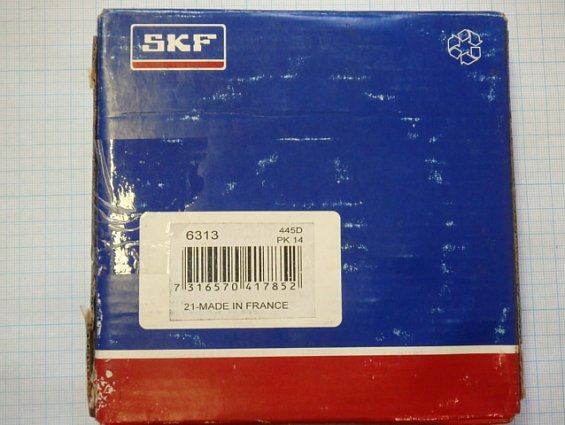 SKF
6313
445D
PK 14
7 316570 417852
21-MADE IN FRANCE